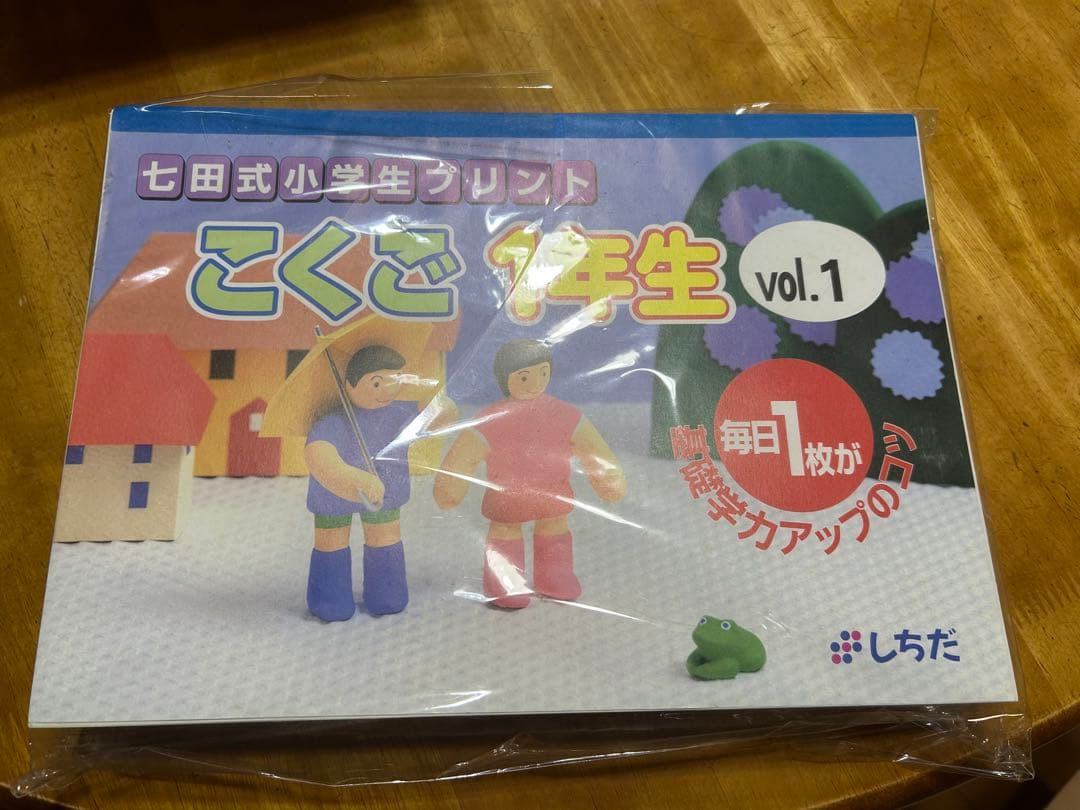 七田式小学生プリント
こくご 1年生 vol.1
毎日1枚が
基礎学力アップのコツ
しちだ